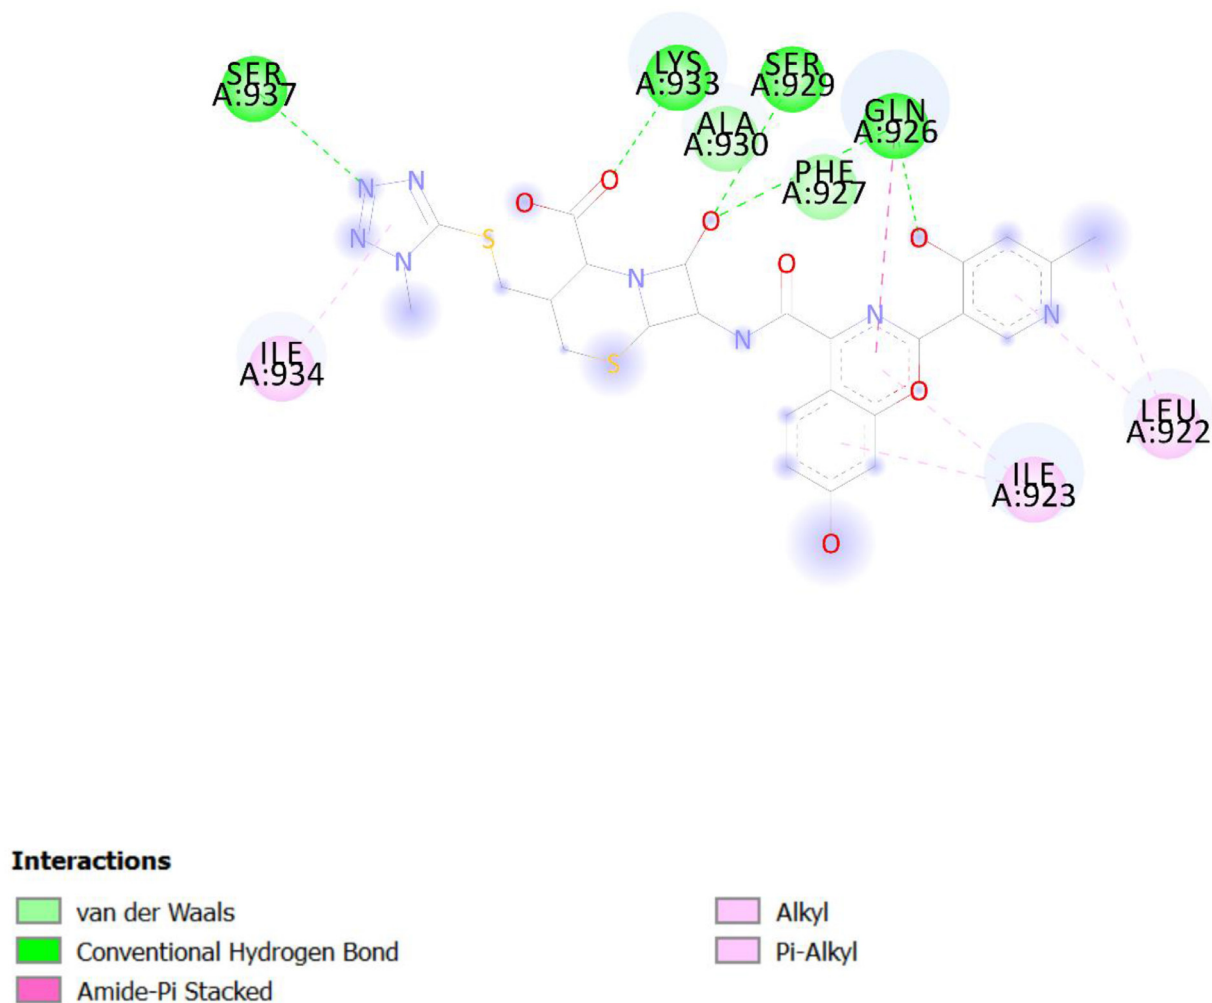 SER
A:937
LYS
A:933
SER
A:929
ALA
A:930
GLN
A:926
PHE
A:927
N
N
N
N
O
O
S
O
N
O
N
S
N
O
O
N
O
O
ILE
A:934
LEU
A:922
ILE
A:923
Interactions
van der Waals
Conventional Hydrogen Bond
Amide-Pi Stacked
Alkyl
Pi-Alkyl